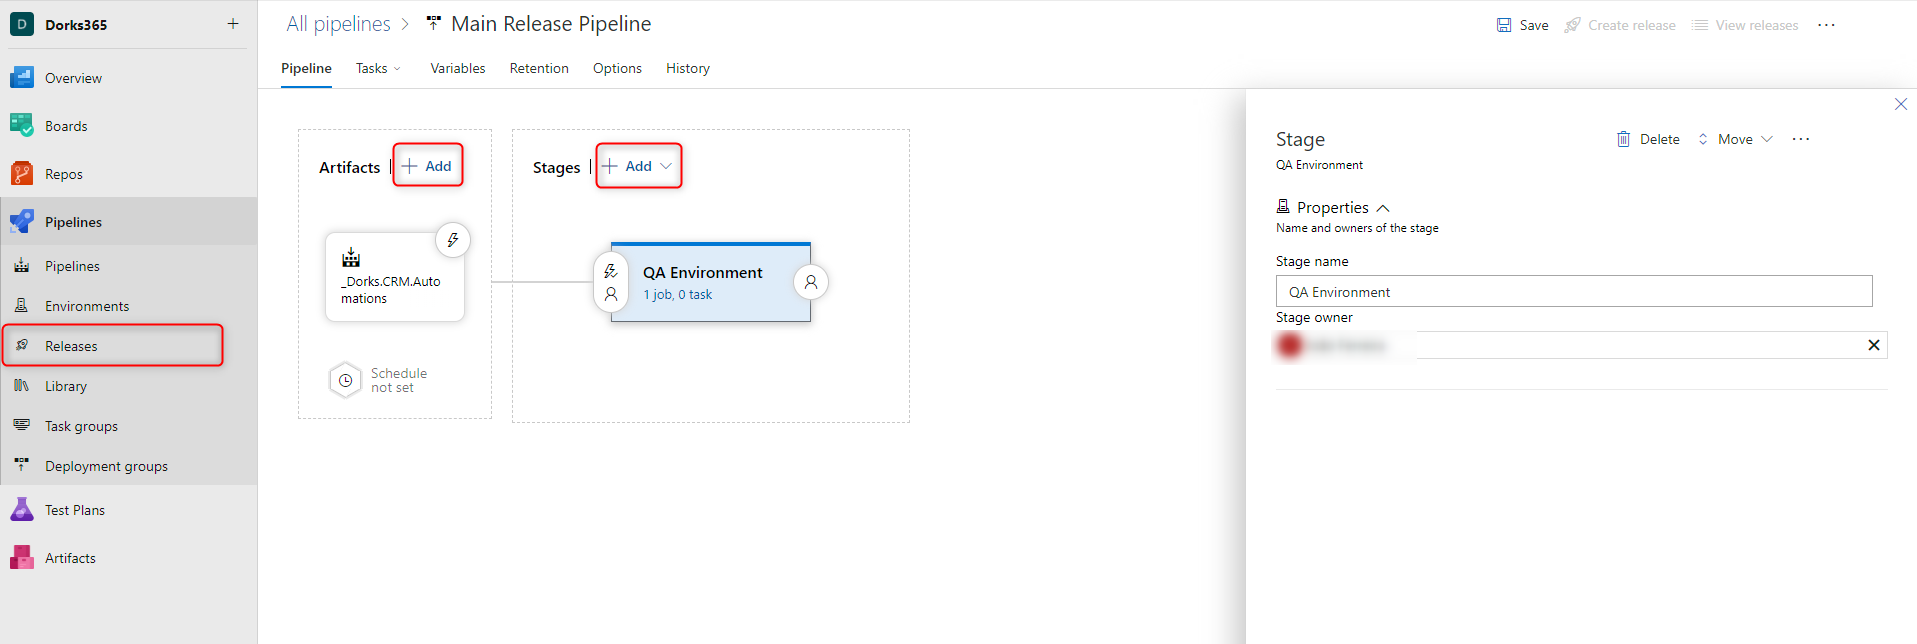 D Dorks365 +
Overview
Boards
Repos
Pipelines
Pipelines
Environments
Releases
Library
Task groups
Deployment groups
Test Plans
Artifacts
All pipelines > Main Release Pipeline
Save Create release View releases ...
Pipeline Tasks Variables Retention Options History
Artifacts | + Add
_Dorks.CRM.Auto
mations
Schedule
not set
Stages | + Add
QA Environment
1 job, 0 task
Stage
QA Environment
Delete Move ...
Properties
Name and owners of the stage
Stage name
QA Environment
Stage owner